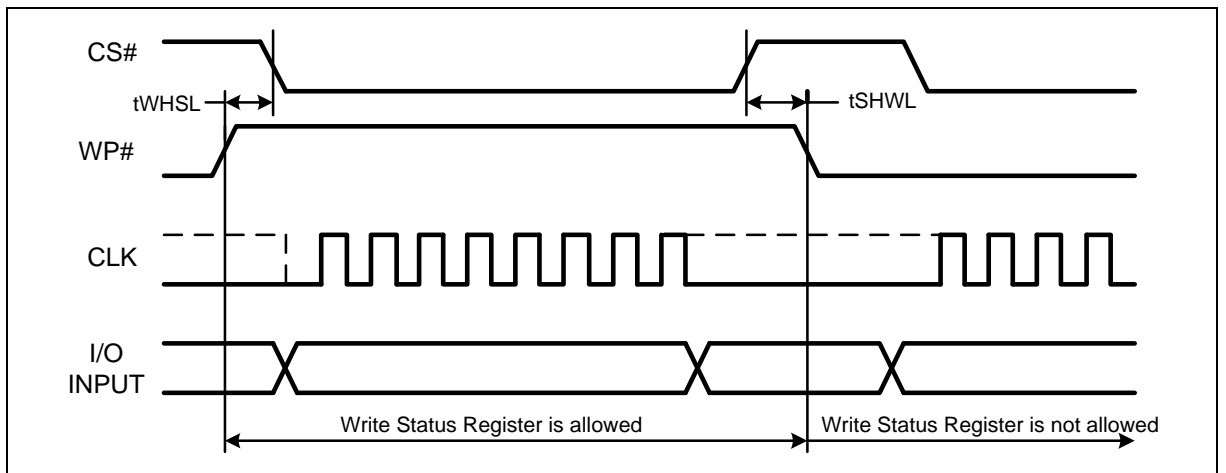 CS#
tWHSL
tSHWL
WP#
CLK
I/O
INPUT
Write Status Register is allowed
Write Status Register is not allowed